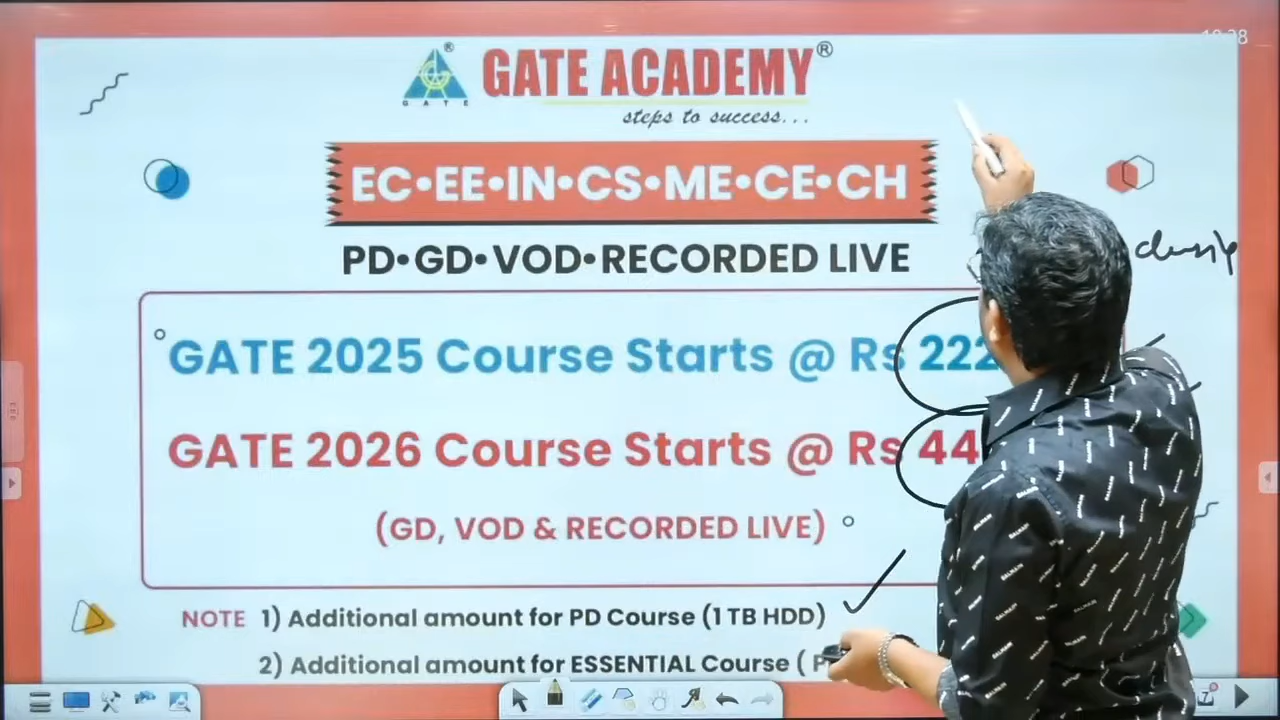 GATE ACADEMY®
®
GATE
steps to success...
EC•EE•IN•CS•ME•CE•CH
PD•GD•VOD•RECORDED LIVE
GATE 2025 Course Starts @ Rs 222
GATE 2026 Course Starts @ Rs 44
(GD, VOD & RECORDED LIVE)
NOTE 1) Additional amount for PD Course (1 TB HDD)
2) Additional amount for ESSENTIAL Course ( P